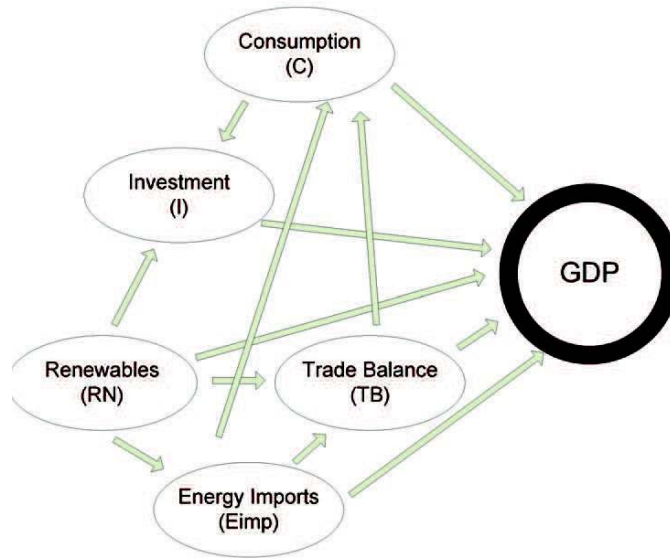 Consumption
(C)
Investment
(I)
GDP
Renewables
(RN)
Trade Balance
(TB)
Energy Imports
(Eimp)